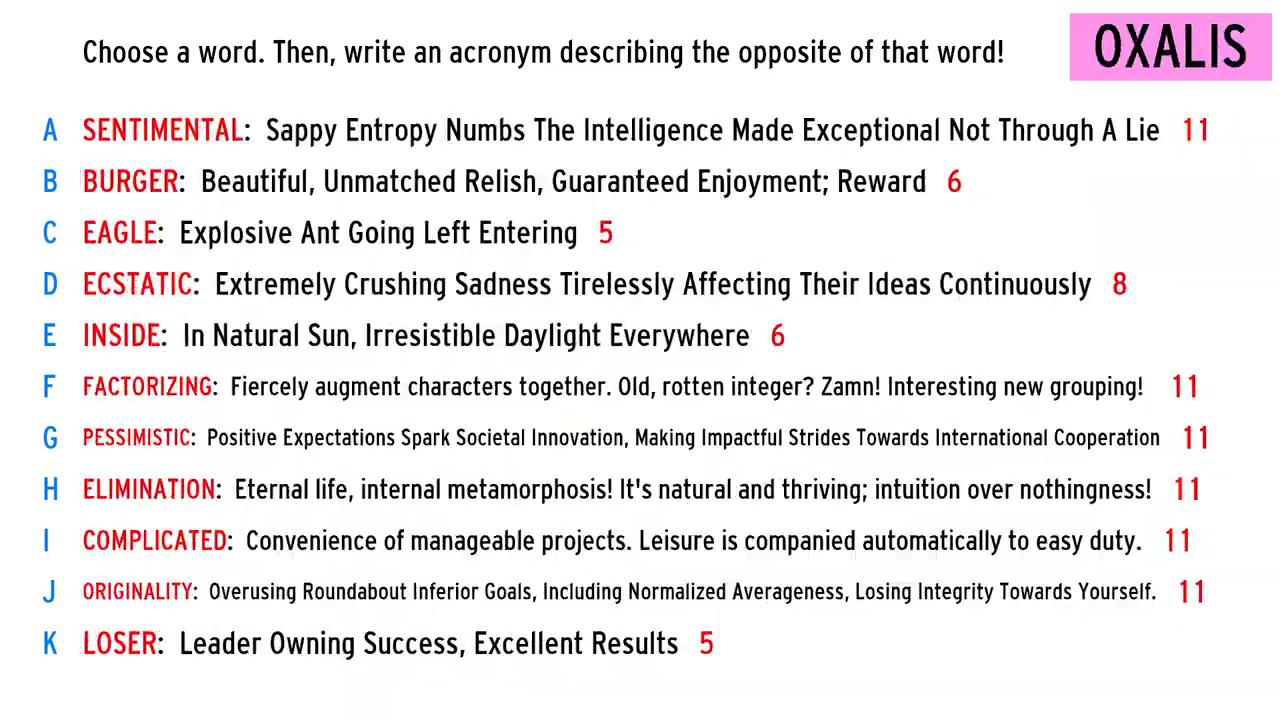 Choose a word. Then, write an acronym describing the opposite of that word!
OXALIS
A SENTIMENTAL: Sappy Entropy Numbs The Intelligence Made Exceptional Not Through A Lie 11
B BURGER: Beautiful, Unmatched Relish, Guaranteed Enjoyment; Reward 6
C EAGLE: Explosive Ant Going Left Entering 5
D ECSTATIC: Extremely Crushing Sadness Tirelessly Affecting Their Ideas Continuously 8
E INSIDE: In Natural Sun, Irresistible Daylight Everywhere 6
F FACTORIZING: Fiercely augment characters together. Old, rotten integer? Zamn! Interesting new grouping! 11
G PESSIMISTIC: Positive Expectations Spark Societal Innovation, Making Impactful Strides Towards International Cooperation 11
H ELIMINATION: Eternal life, internal metamorphosis! It's natural and thriving; intuition over nothingness! 11
I COMPLICATED: Convenience of manageable projects. Leisure is companied automatically to easy duty. 11
J ORIGINALITY: Overusing Roundabout Inferior Goals, Including Normalized Averageness, Losing Integrity Towards Yourself. 11
K LOSER: Leader Owning Success, Excellent Results 5